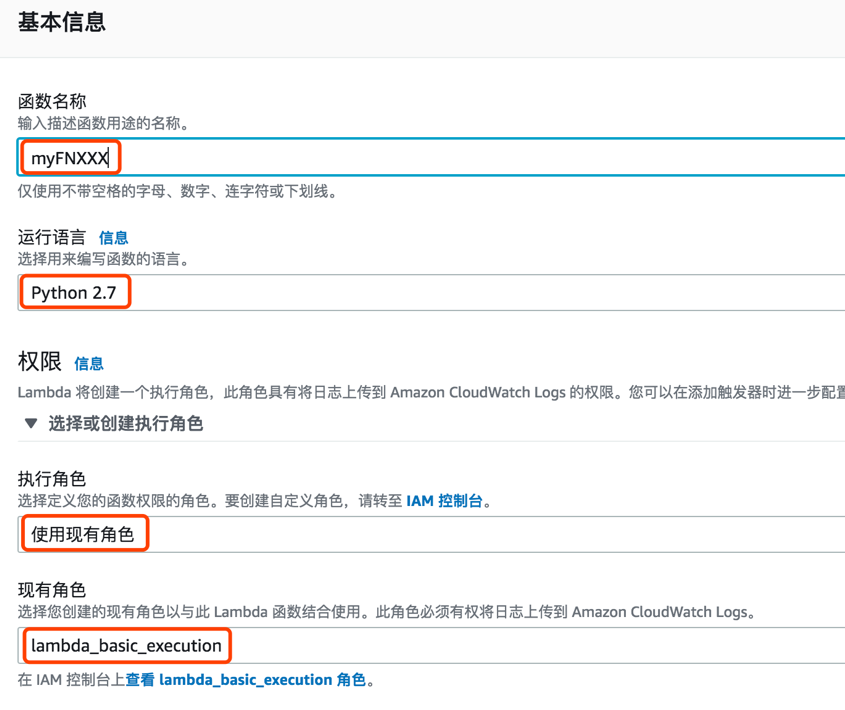 基本信息
函数名称
输入描述函数用途的名称。
myFNXXX
仅使用不带空格的字母、数字、连字符或下划线。
运行语言 信息
选择用来编写函数的语言。
Python 2.7
权限 信息
Lambda 将创建一个执行角色，此角色具有将日志上传到 Amazon CloudWatch Logs 的权限。您可以在添加触发器时进一步配置
▼ 选择或创建执行角色
执行角色
选择定义您的函数权限的角色。要创建自定义角色，请转至 IAM 控制台。
使用现有角色
现有角色
选择您创建的现有角色以与此 Lambda 函数结合使用。此角色必须有权将日志上传到 Amazon CloudWatch Logs。
lambda_basic_execution
在 IAM 控制台上查看 lambda_basic_execution 角色。